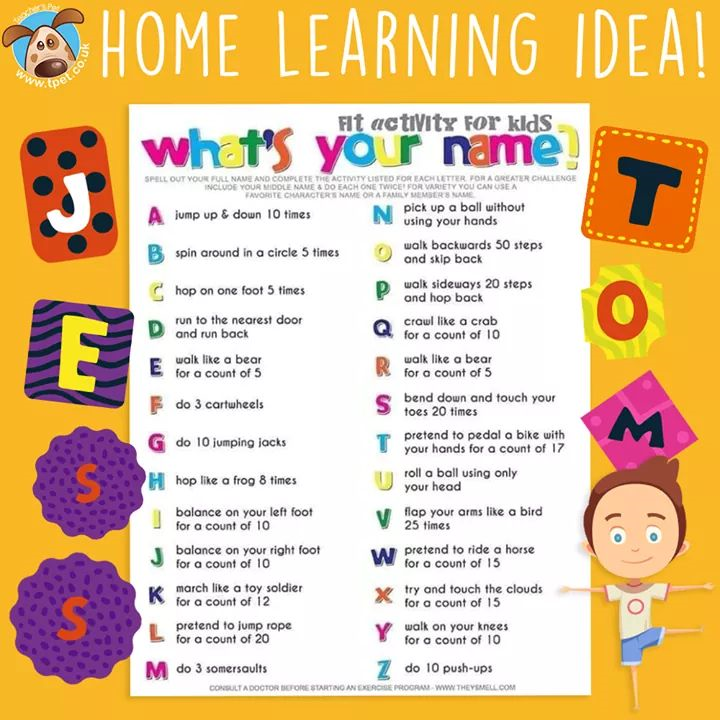 Teacher's Pet
www.tpet.co.uk
HOME LEARNING IDEA!
Fit activity for kids
what's your name?
SPELL OUT YOUR FULL NAME AND COMPLETE THE ACTIVITY LISTED FOR EACH LETTER. FOR A GREATER CHALLENGE
INCLUDE YOUR MIDDLE NAME & DO EACH ONE TWICE! FOR VARIETY YOU CAN USE A
FAVORITE CHARACTER'S NAME OR A FAMILY MEMBER'S NAME.
A jump up & down 10 times
B spin around in a circle 5 times
C hop on one foot 5 times
D run to the nearest door
and run back
E walk like a bear
for a count of 5
F do 3 cartwheels
G do 10 jumping jacks
H hop like a frog 8 times
I balance on your left foot
for a count of 10
J balance on your right foot
for a count of 10
K march like a toy soldier
for a count of 12
L pretend to jump rope
for a count of 20
M do 3 somersaults
N pick up a ball without
using your hands
O walk backwards 50 steps
and skip back
P walk sideways 20 steps
and hop back
Q crawl like a crab
for a count of 10
R walk like a bear
for a count of 5
S bend down and touch your
toes 20 times
T pretend to pedal a bike with
your hands for a count of 17
U roll a ball using only
your head
V flap your arms like a bird
25 times
W pretend to ride a horse
for a count of 15
X try and touch the clouds
for a count of 15
Y walk on your knees
for a count of 10
Z do 10 push-ups
CONSULT A DOCTOR BEFORE STARTING AN EXERCISE PROGRAM - WWW.THEYSMELL.COM
J
E
S
S
T
O
M